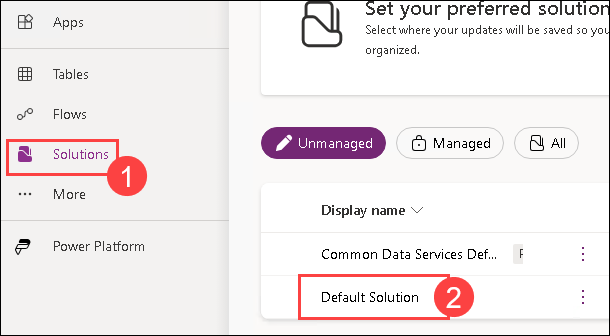 Apps
Tables
Flows
Solutions
1
More
Power Platform
Set your preferred solution
Select where your updates will be saved so you
organized.
Unmanaged
Managed
All
Display name
Common Data Services Def...
Default Solution
2